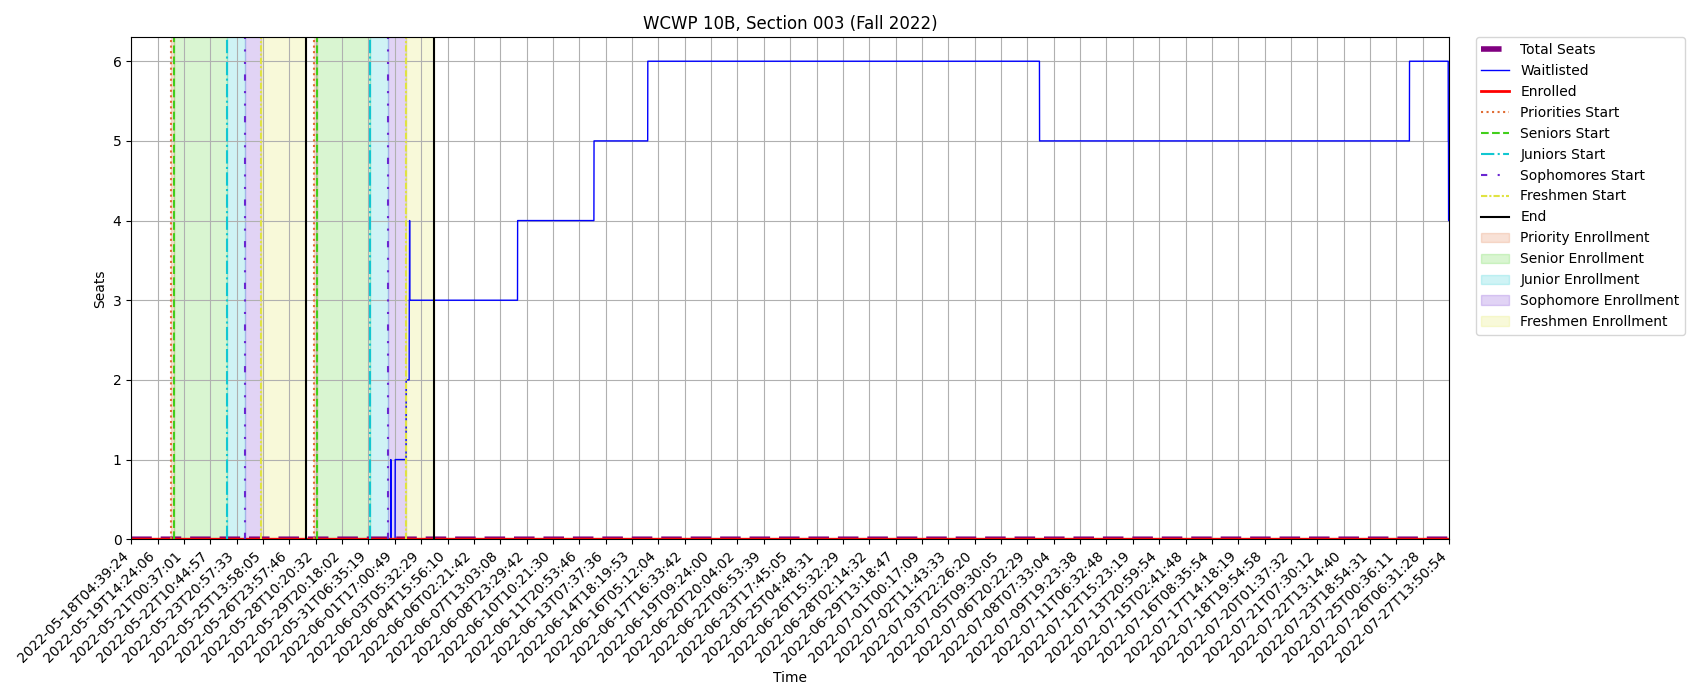 WCWP 10B, Section 003 (Fall 2022)
Seats
6
5
4
3
2
1
0
2022-05-18T04:39:24
2022-05-19T14:24:06
2022-05-21T00:37:01
2022-05-22T10:44:57
2022-05-23T20:57:33
2022-05-25T13:58:05
2022-05-26T23:57:46
2022-05-28T10:20:32
2022-05-29T20:18:02
2022-05-31T06:35:19
2022-06-01T17:00:49
2022-06-03T05:32:29
2022-06-04T15:56:10
2022-06-06T02:21:42
2022-06-07T13:03:08
2022-06-08T23:29:42
2022-06-10T10:21:30
2022-06-11T20:53:46
2022-06-13T07:37:36
2022-06-14T18:19:53
2022-06-16T05:12:04
2022-06-17T16:33:42
2022-06-19T09:24:00
2022-06-20T20:04:02
2022-06-22T06:53:39
2022-06-23T17:45:05
2022-06-25T04:48:31
2022-06-26T15:32:29
2022-06-28T02:14:32
2022-06-29T13:18:47
2022-07-01T00:17:09
2022-07-02T11:43:33
2022-07-03T22:26:20
2022-07-05T09:30:05
2022-07-06T20:22:29
2022-07-08T07:33:04
2022-07-09T19:23:38
2022-07-11T06:32:48
2022-07-12T15:23:19
2022-07-13T20:59:54
2022-07-15T02:41:48
2022-07-16T08:35:54
2022-07-17T14:18:19
2022-07-18T19:54:58
2022-07-20T01:37:32
2022-07-21T07:30:12
2022-07-22T13:14:40
2022-07-23T18:54:31
2022-07-25T00:36:11
2022-07-26T06:31:28
2022-07-27T13:50:54
Time
Total Seats
Waitlisted
Enrolled
Priorities Start
Seniors Start
Juniors Start
Sophomores Start
Freshmen Start
End
Priority Enrollment
Senior Enrollment
Junior Enrollment
Sophomore Enrollment
Freshmen Enrollment